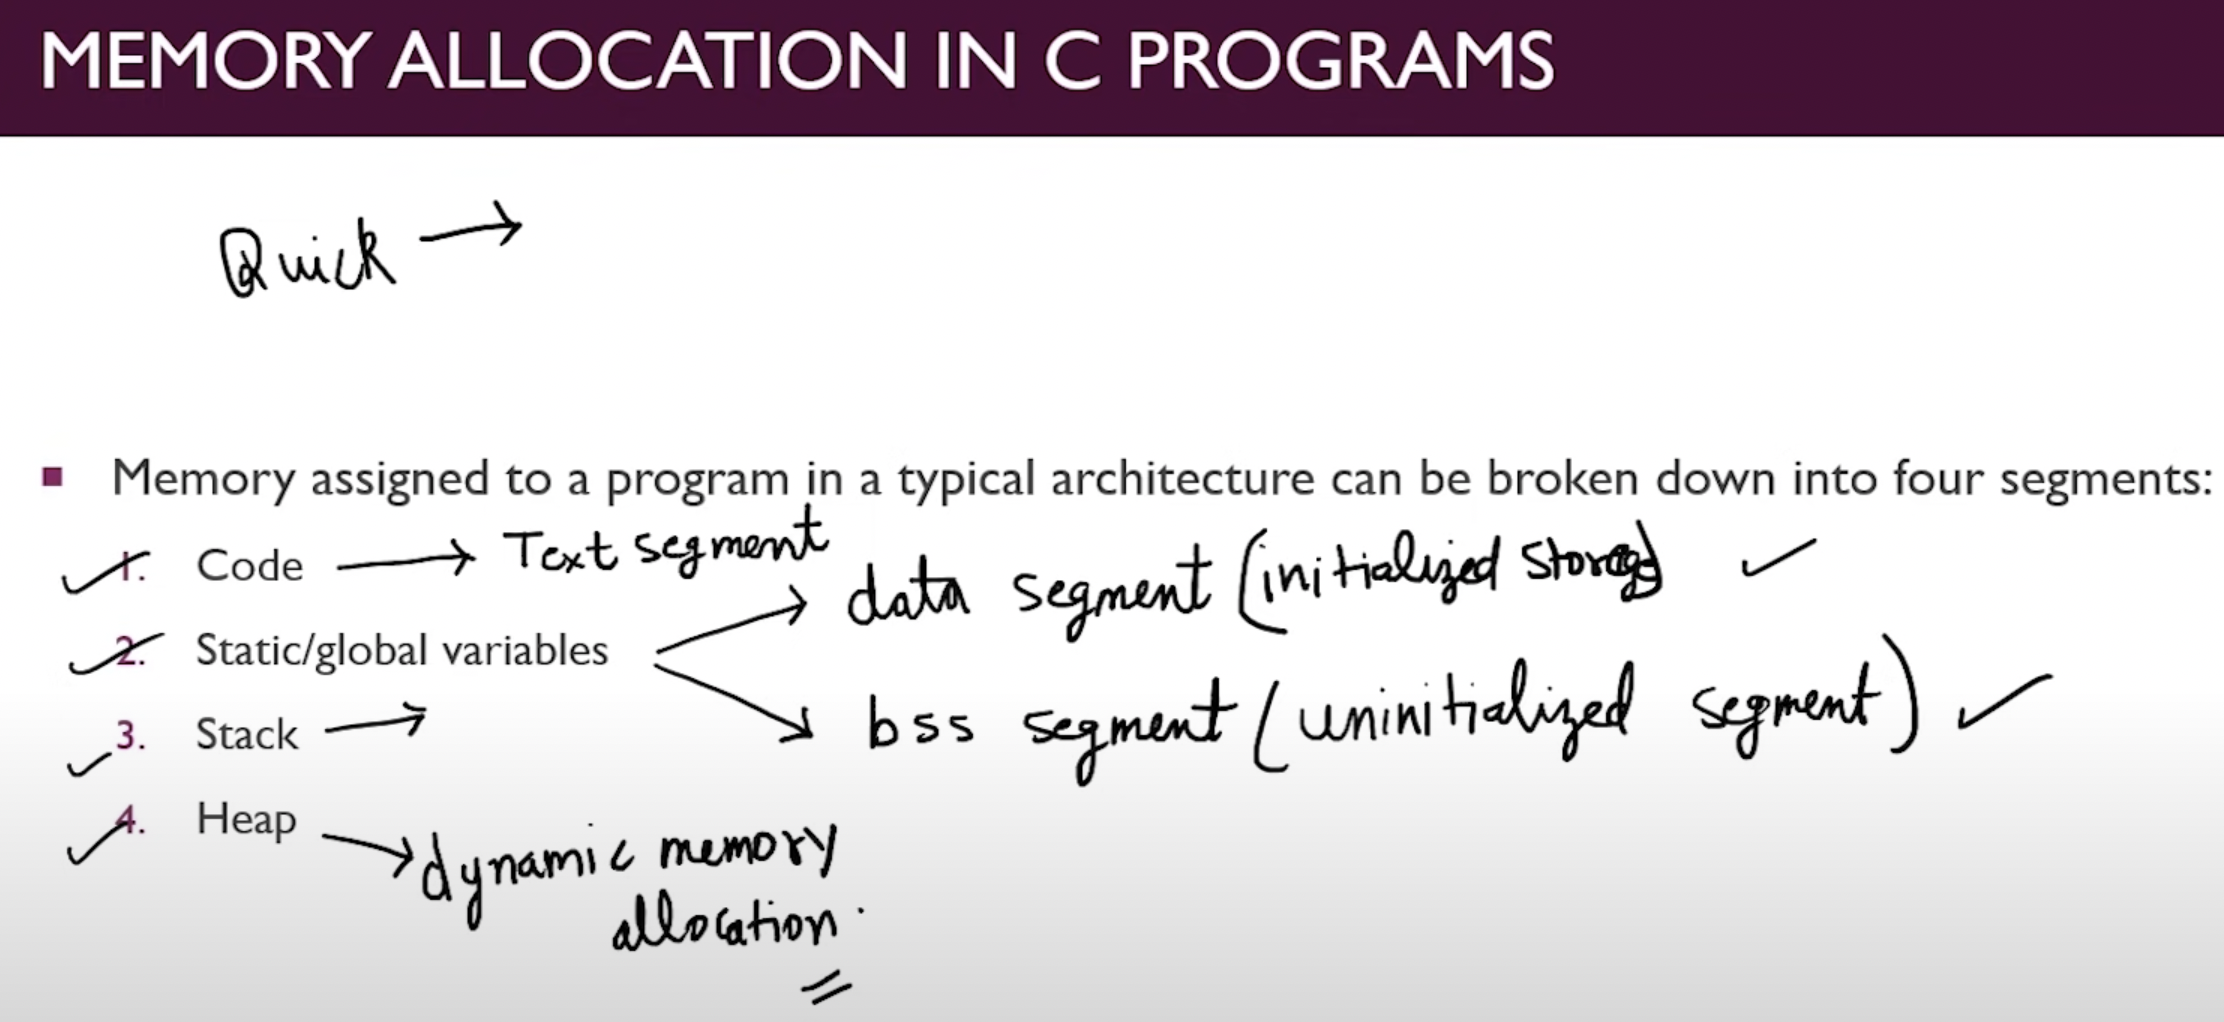 MEMORY ALLOCATION IN C PROGRAMS
Quick →
▪ Memory assigned to a program in a typical architecture can be broken down into four segments:
1. Code → Text segment
2. Static/global variables → data segment (initialized storage) ✓
→ bss segment (uninitialized segment) ✓
3. Stack →
4. Heap → dynamic memory
allocation.